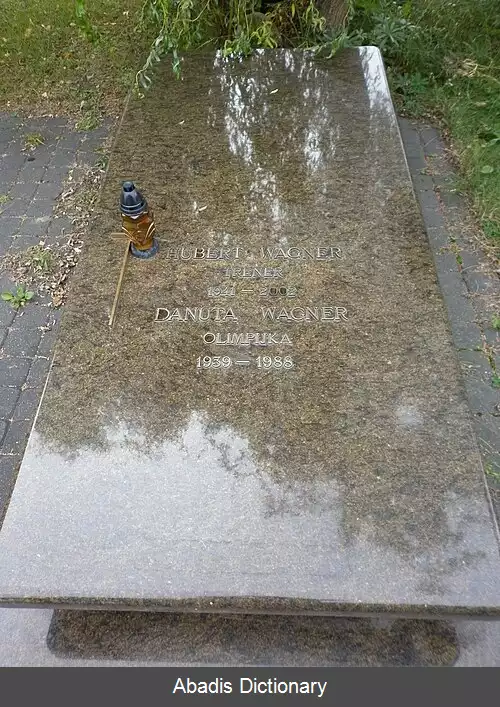 HUBERT WAGNER
TRENER
1941 – 2002
DANUTA WAGNER
OLIMPIJKA
1939 – 1988
Abadis Dictionary